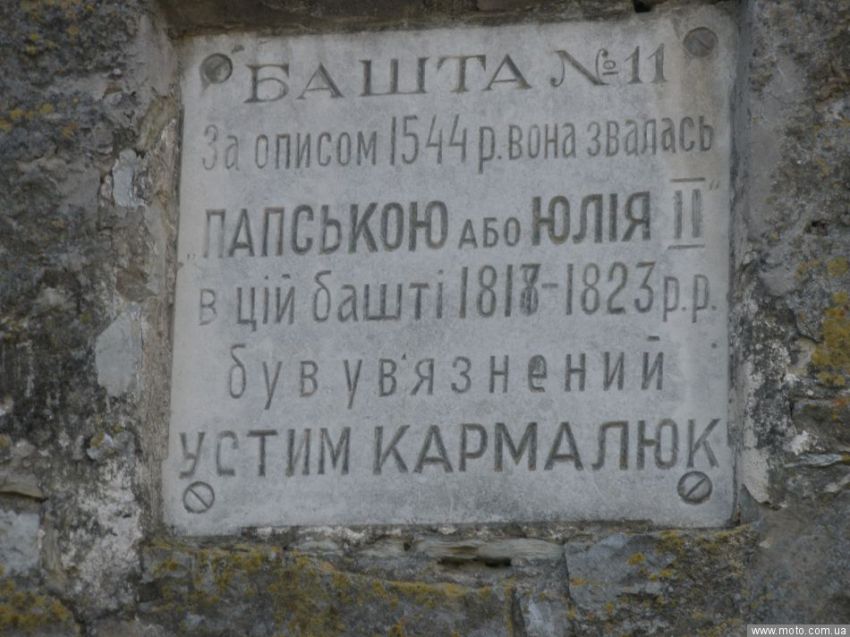 БАШТА №11
За описом 1544 р. вона звалась
„ПАПСЬКОЮ або ЮЛІЯ II"
в цій башті 1818-1823 р.р.
був ув'язнений
УСТИМ КАРМАЛЮК
www.moto.com.ua